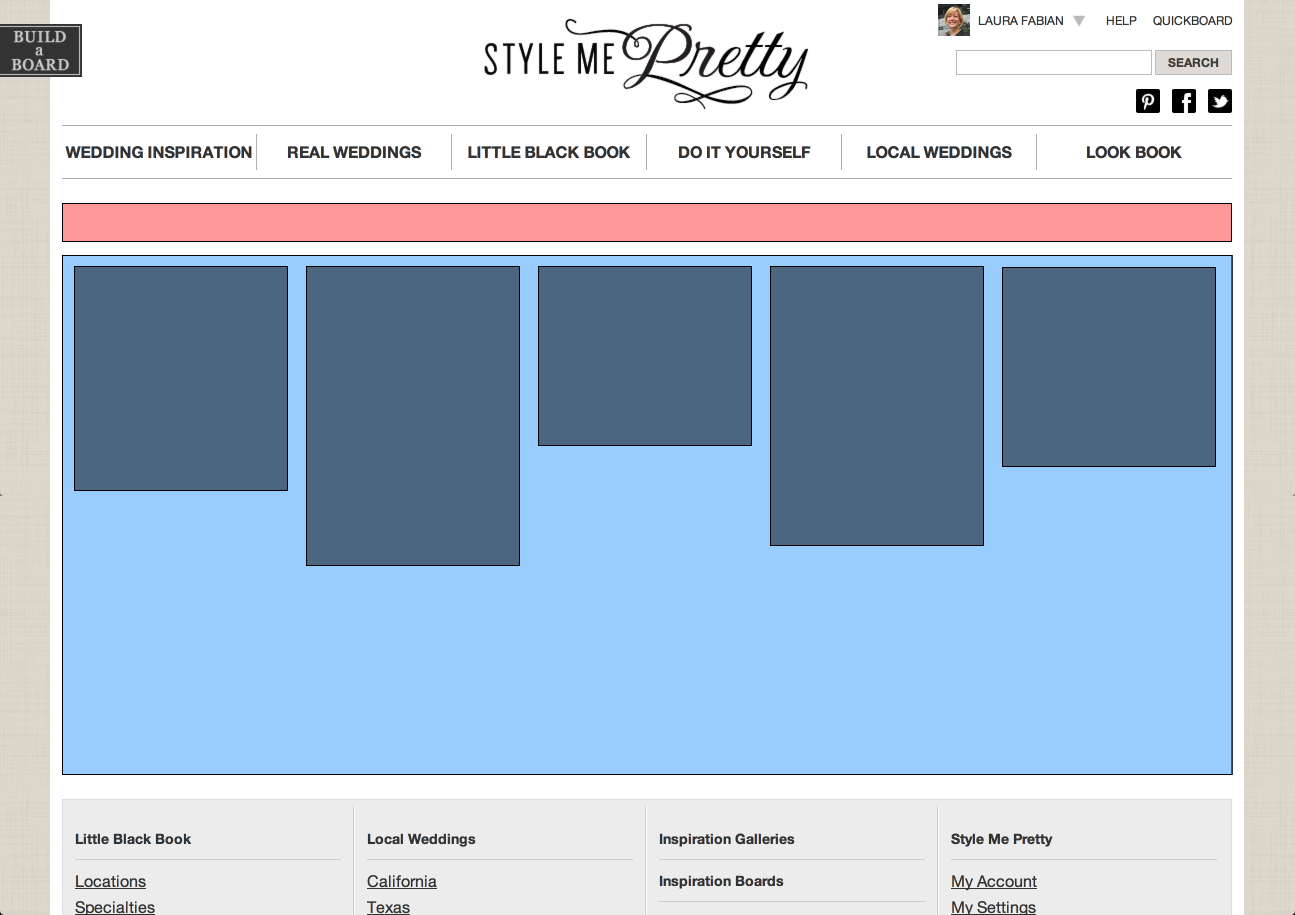 BUILD
a
BOARD
STYLE ME Pretty
LAURA FABIAN HELP QUICKBOARD
SEARCH
WEDDING INSPIRATION REAL WEDDINGS LITTLE BLACK BOOK DO IT YOURSELF LOCAL WEDDINGS LOOK BOOK
Little Black Book Local Weddings Inspiration Galleries Style Me Pretty
Locations California Inspiration Boards My Account
Specialties Texas My Settings